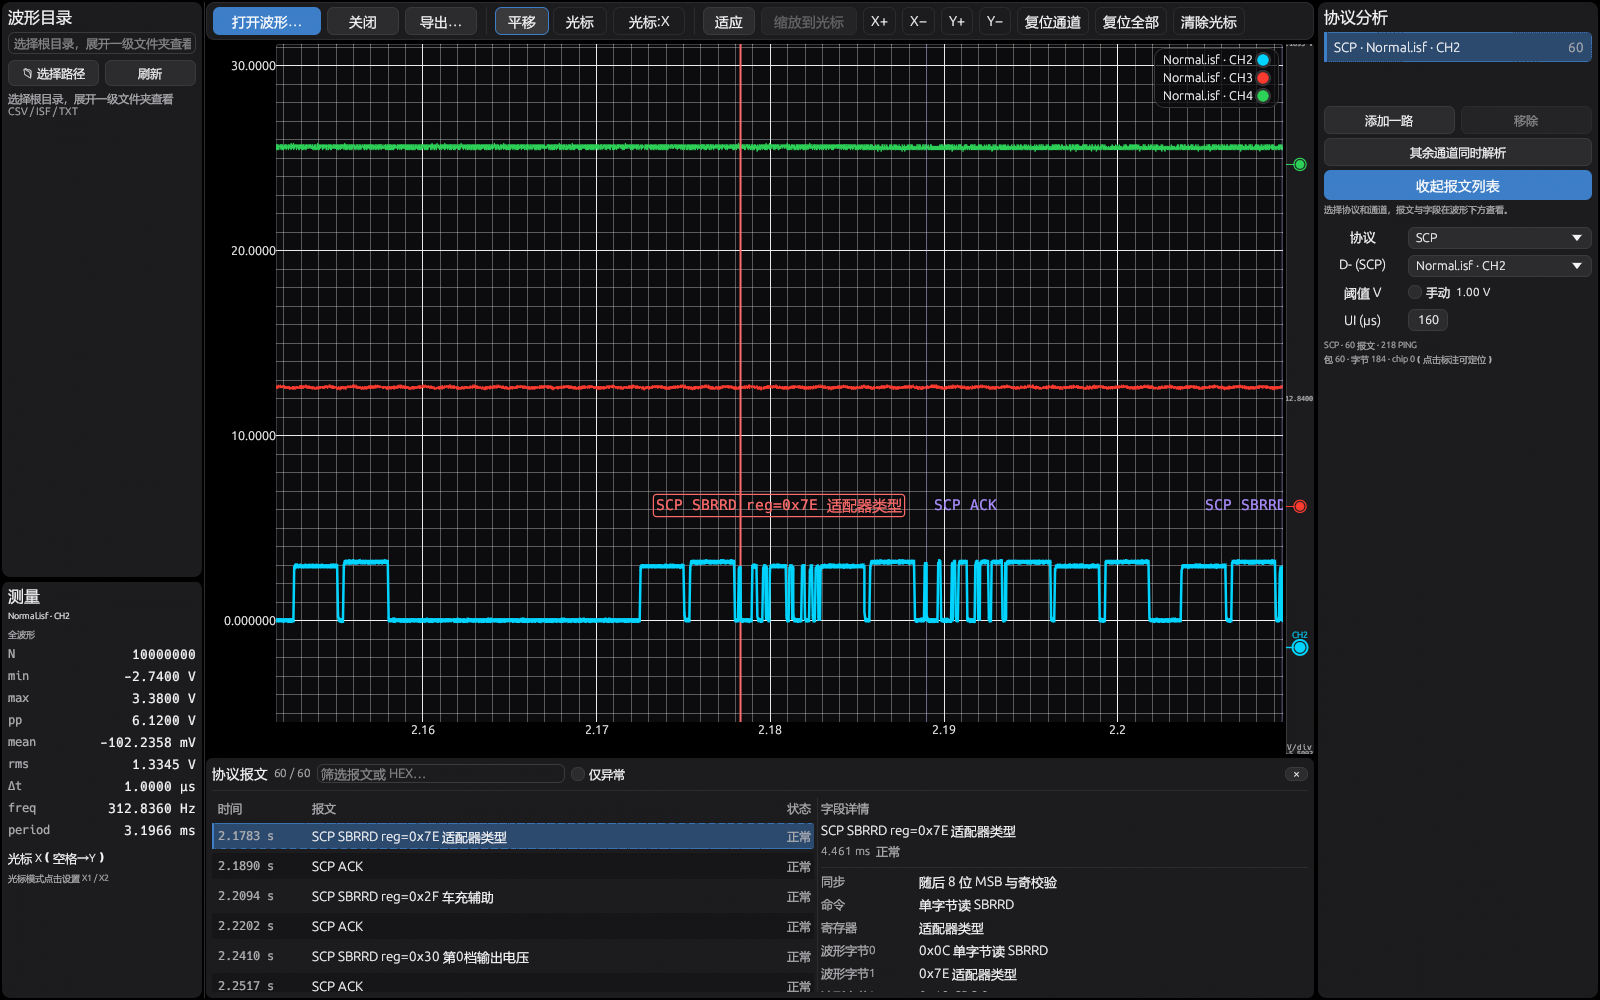 波形目录
选择根目录，展开一级文件夹查看
选择路径
刷新
选择根目录，展开一级文件夹查看
CSV / ISF / TXT
测量
Normal.isf · CH2
全波形
N 10000000
min -2.7400 V
max 3.3800 V
pp 6.1200 V
mean -102.2358 mV
rms 1.3345 V
Δt 1.0000 µs
freq 312.8360 Hz
period 3.1966 ms
光标 X ( 空格→Y )
光标模式点击设置 X1 / X2
打开波形… 关闭 导出… 平移 光标 光标:X 适应 缩放到光标 X+ X− Y+ Y− 复位通道 复位全部 清除光标
30.0000
20.0000
10.0000
0.000000
Normal.isf · CH2
Normal.isf · CH3
Normal.isf · CH4
12.8400
SCP SBRRD reg=0x7E 适配器类型
SCP ACK
SCP SBRRD
CH2
2.16 2.17 2.18 2.19 2.2
V/div
协议报文 60 / 60 筛选报文或 HEX… 仅异常 ×
时间 报文 状态
2.1783 s SCP SBRRD reg=0x7E 适配器类型 正常
2.1890 s SCP ACK 正常
2.2094 s SCP SBRRD reg=0x2F 车充辅助 正常
2.2202 s SCP ACK 正常
2.2410 s SCP SBRRD reg=0x30 第0档输出电压 正常
2.2517 s SCP ACK 正常
字段详情
SCP SBRRD reg=0x7E 适配器类型
4.461 ms 正常
同步 随后 8 位 MSB 与奇校验
命令 单字节读 SBRRD
寄存器 适配器类型
波形字节0 0x0C 单字节读 SBRRD
波形字节1 0x7E 适配器类型
协议分析
SCP · Normal.isf · CH2 60
添加一路 移除
其余通道同时解析
收起报文列表
选择协议和通道，报文与字段在波形下方查看。
协议 SCP
D- (SCP) Normal.isf · CH2
阈值 V 手动 1.00 V
UI (µs) 160
SCP · 60 报文 · 218 PING
包 60 · 字节 184 · chip 0 ( 点击标注可定位 )